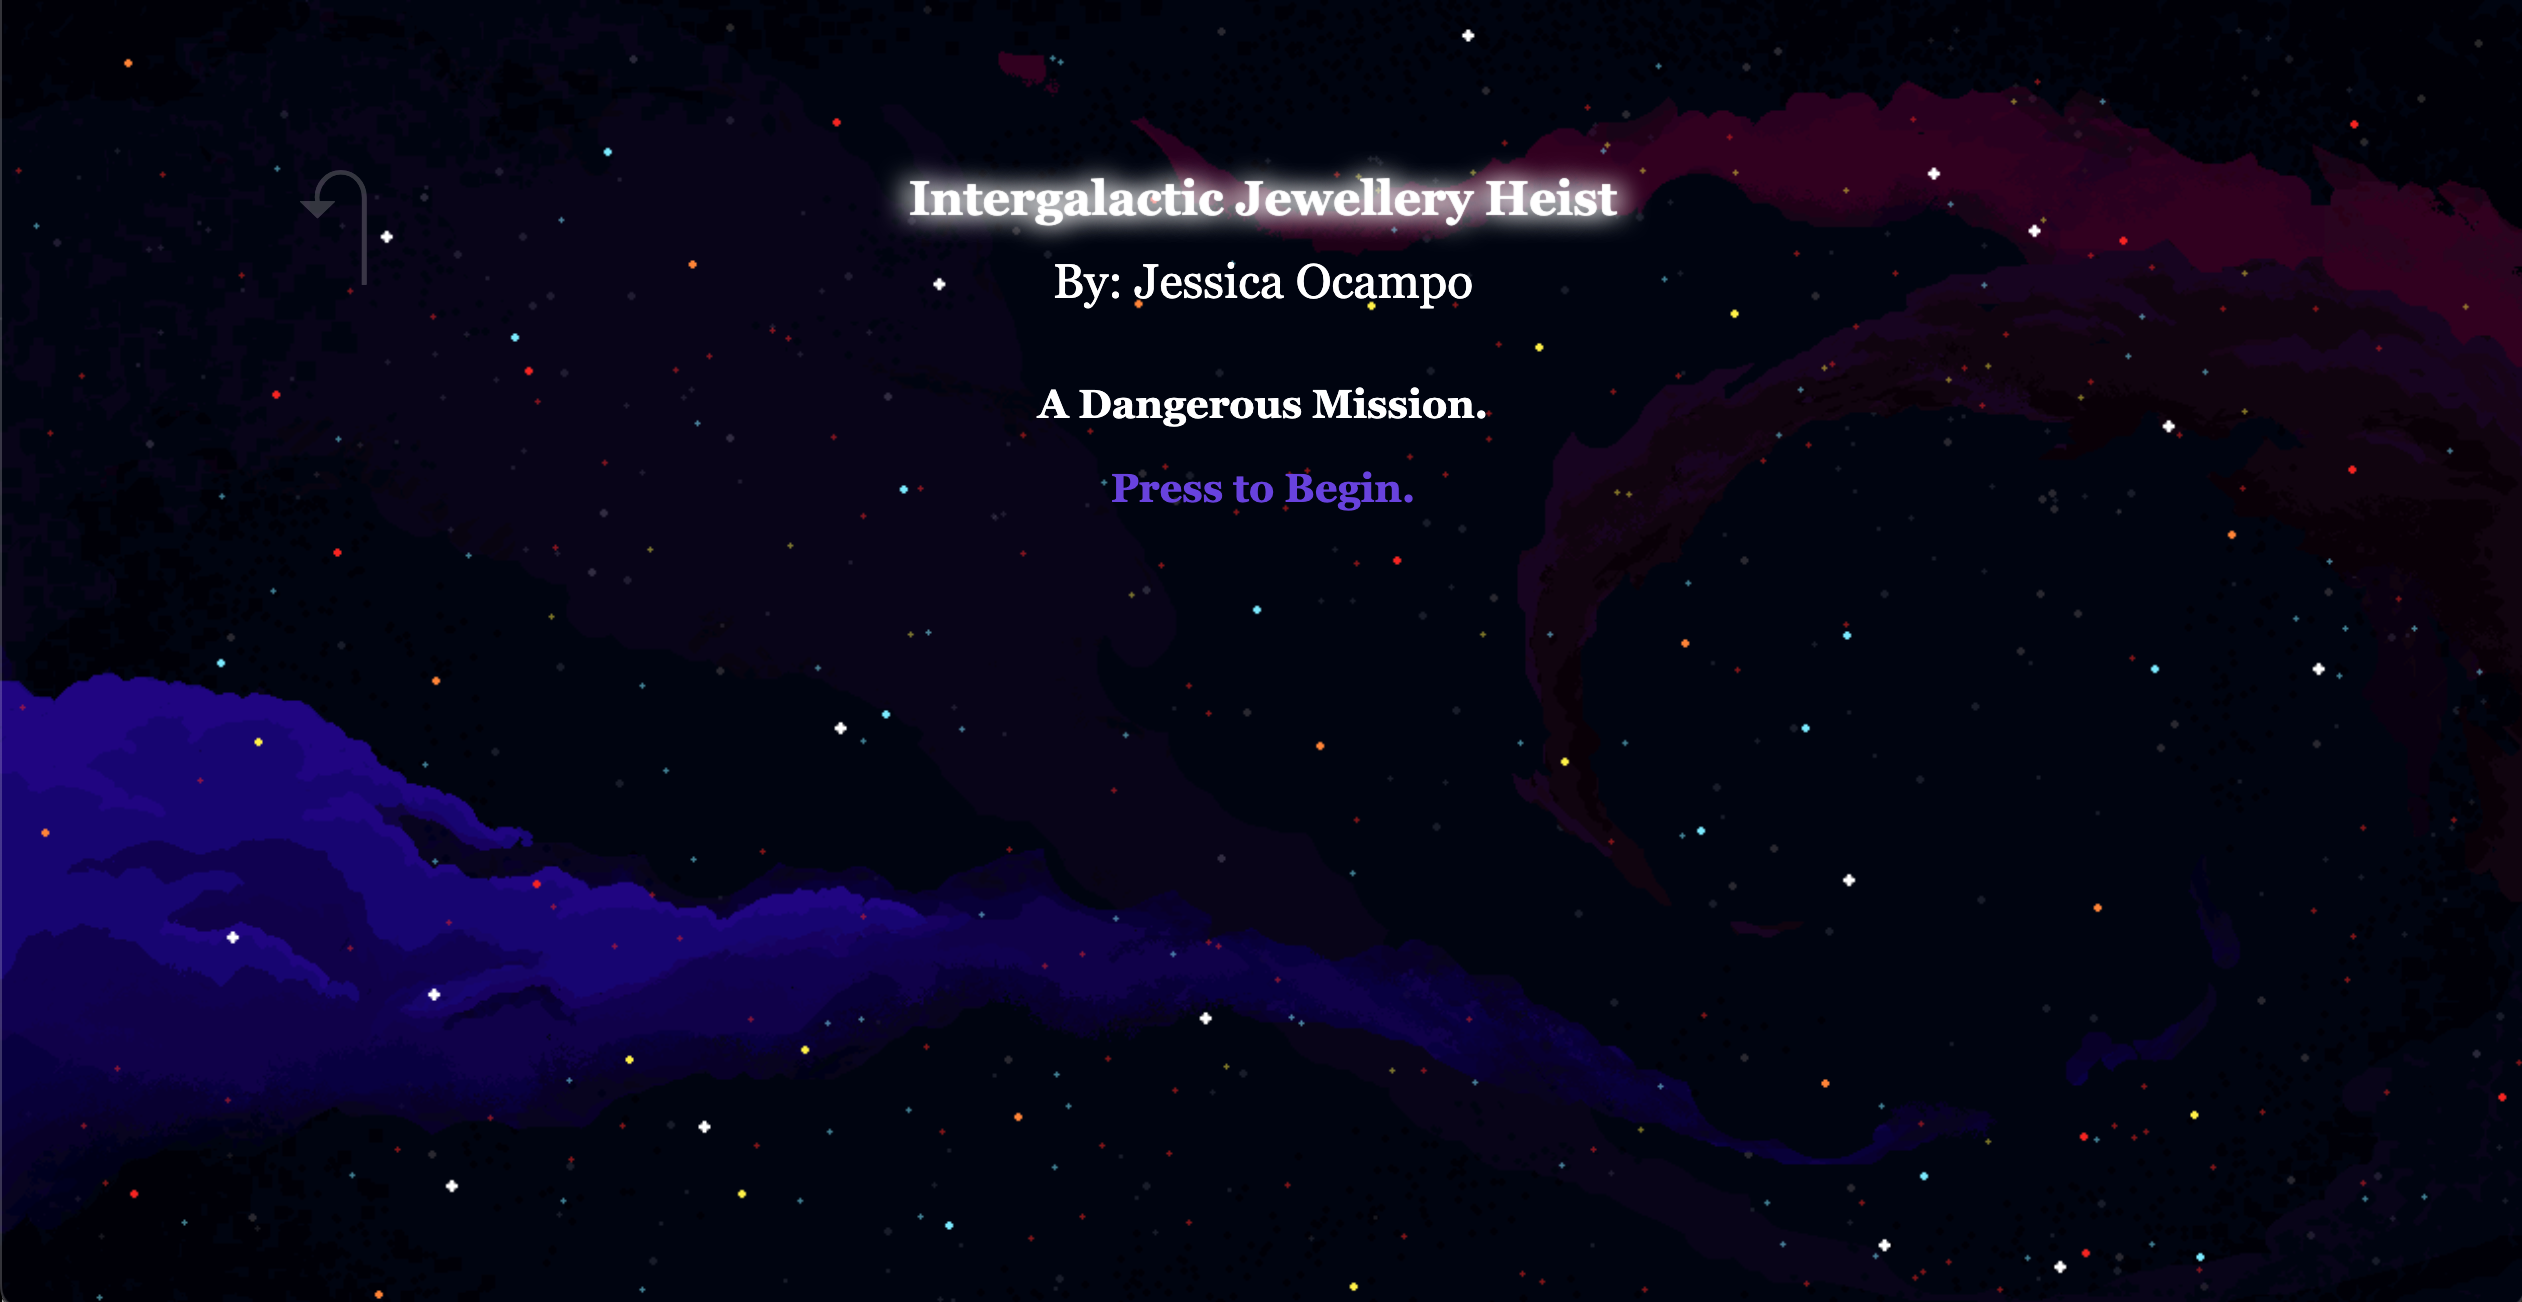 Intergalactic Jewellery Heist
By: Jessica Ocampo
A Dangerous Mission.
Press to Begin.